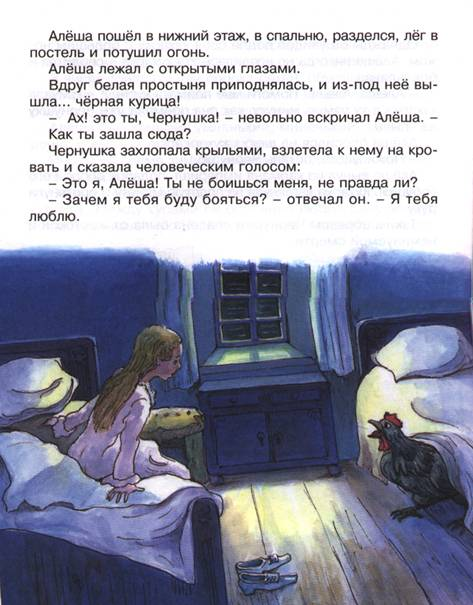 Алёша пошёл в нижний этаж, в спальню, разделся, лёг в
постель и потушил огонь.
Алёша лежал с открытыми глазами.
Вдруг белая простыня приподнялась, и из-под неё вы-
шла... чёрная курица!
– Ах! это ты, Чернушка! – невольно вскричал Алёша. –
Как ты зашла сюда?
Чернушка захлопала крыльями, взлетела к нему на кро-
вать и сказала человеческим голосом:
– Это я, Алёша! Ты не боишься меня, не правда ли?
– Зачем я тебя буду бояться? – отвечал он. – Я тебя
люблю.